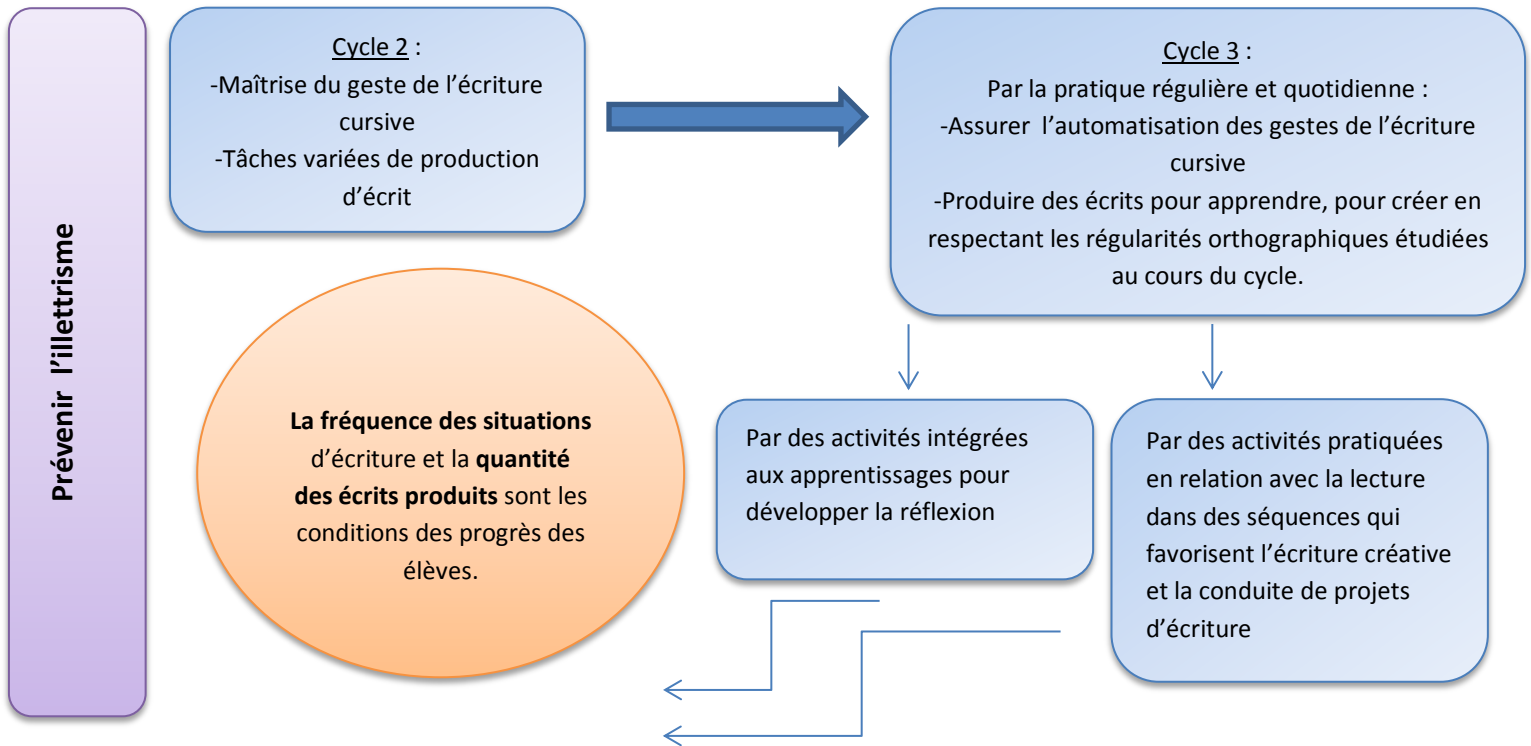 Prévenir l'illettrisme
Cycle 2 :
-Maîtrise du geste de l'écriture
cursive
-Tâches variées de production
d'écrit
Cycle 3 :
Par la pratique régulière et quotidienne :
-Assurer l'automatisation des gestes de l'écriture
cursive
-Produire des écrits pour apprendre, pour créer en
respectant les régularités orthographiques étudiées
au cours du cycle.
La fréquence des situations
d'écriture et la quantité
des écrits produits sont les
conditions des progrès des
élèves.
Par des activités intégrées
aux apprentissages pour
développer la réflexion
Par des activités pratiquées
en relation avec la lecture
dans des séquences qui
favorisent l'écriture créative
et la conduite de projets
d'écriture